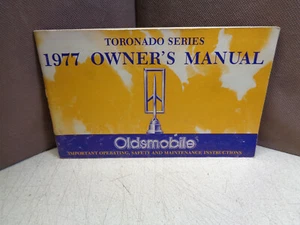 TORONADO SERIES
1977 OWNER'S MANUAL
Oldsmobile
IMPORTANT OPERATING, SAFETY AND MAINTENANCE INSTRUCTIONS